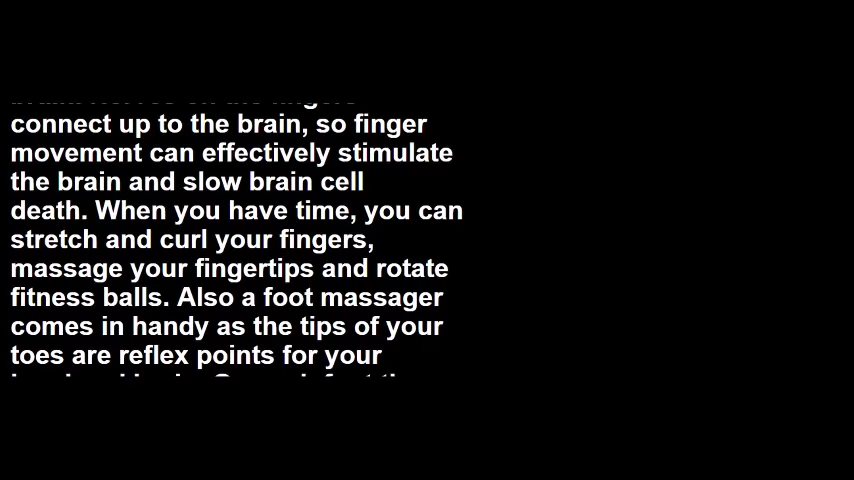 connect up to the brain, so finger
movement can effectively stimulate
the brain and slow brain cell
death. When you have time, you can
stretch and curl your fingers,
massage your fingertips and rotate
fitness balls. Also a foot massager
comes in handy as the tips of your
toes are reflex points for your